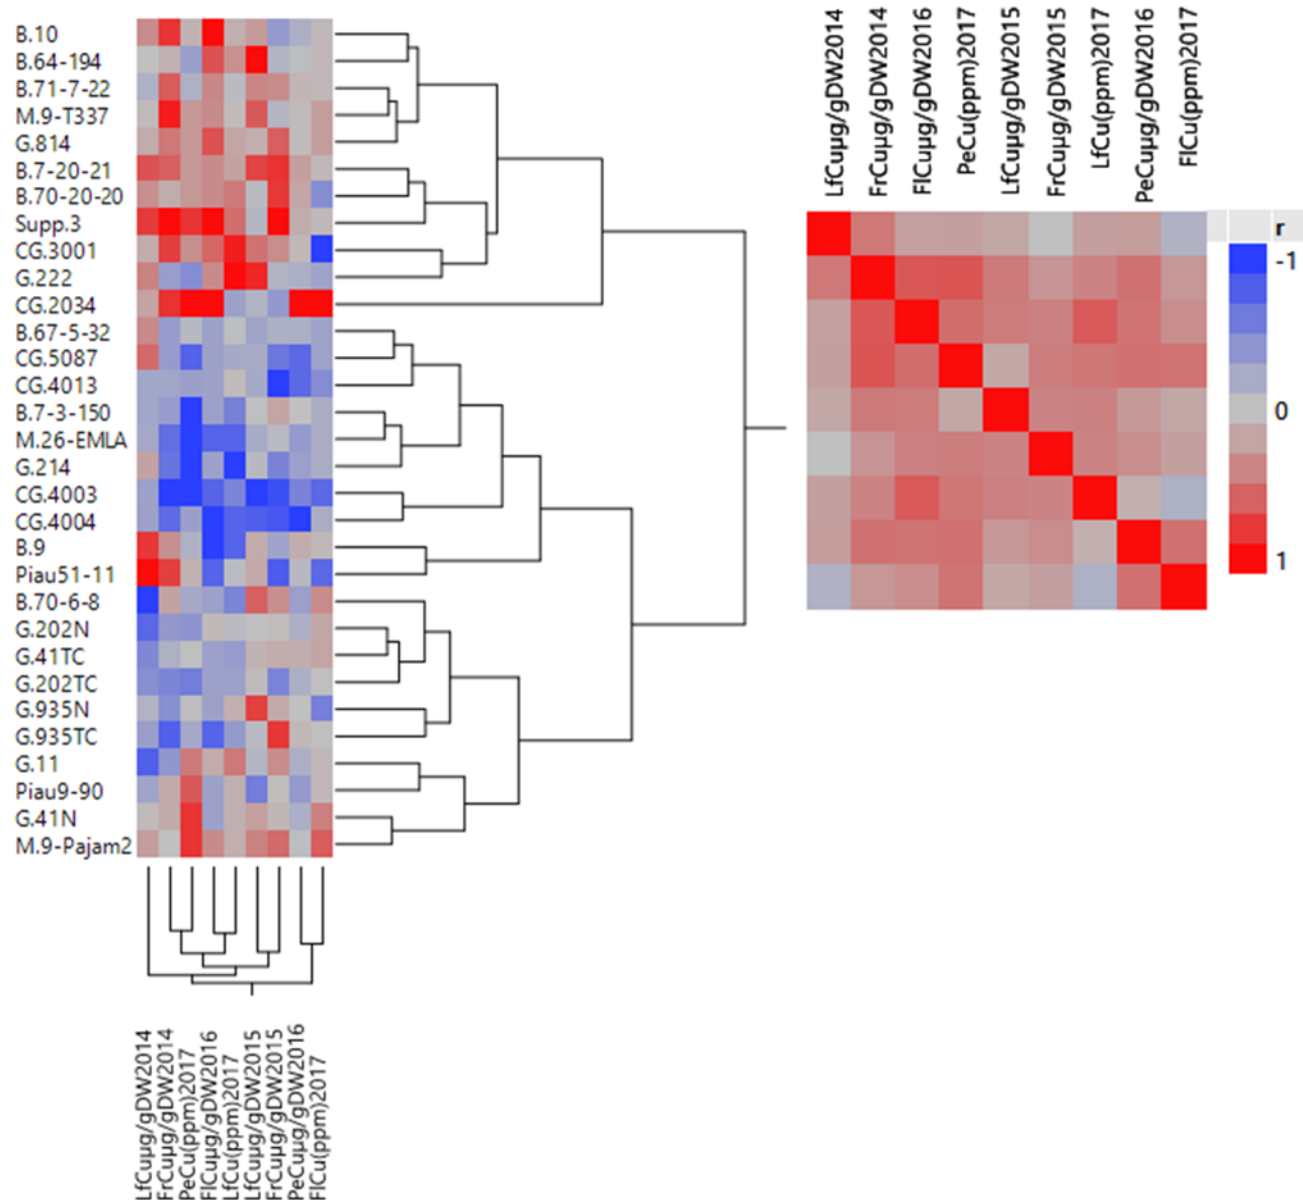 B.10
B.64-194
B.71-7-22
M.9-T337
G.814
B.7-20-21
B.70-20-20
Supp.3
CG.3001
G.222
CG.2034
B.67-5-32
CG.5087
CG.4013
B.7-3-150
M.26-EMLA
G.214
CG.4003
CG.4004
B.9
Piau51-11
B.70-6-8
G.202N
G.41TC
G.202TC
G.935N
G.935TC
G.11
Piau9-90
G.41N
M.9-Pajam2
LfCuµg/gDW2014
FrCuµg/gDW2014
PeCu(ppm)2017
FlCuµg/gDW2016
LfCu(ppm)2017
LfCuµg/gDW2015
FrCuµg/gDW2015
PeCuµg/gDW2016
FlCu(ppm)2017
LfCuµg/gDW2014
FrCuµg/gDW2014
FlCuµg/gDW2016
PeCu(ppm)2017
LfCuµg/gDW2015
FrCuµg/gDW2015
LfCu(ppm)2017
PeCuµg/gDW2016
FlCu(ppm)2017
r
-1
0
1